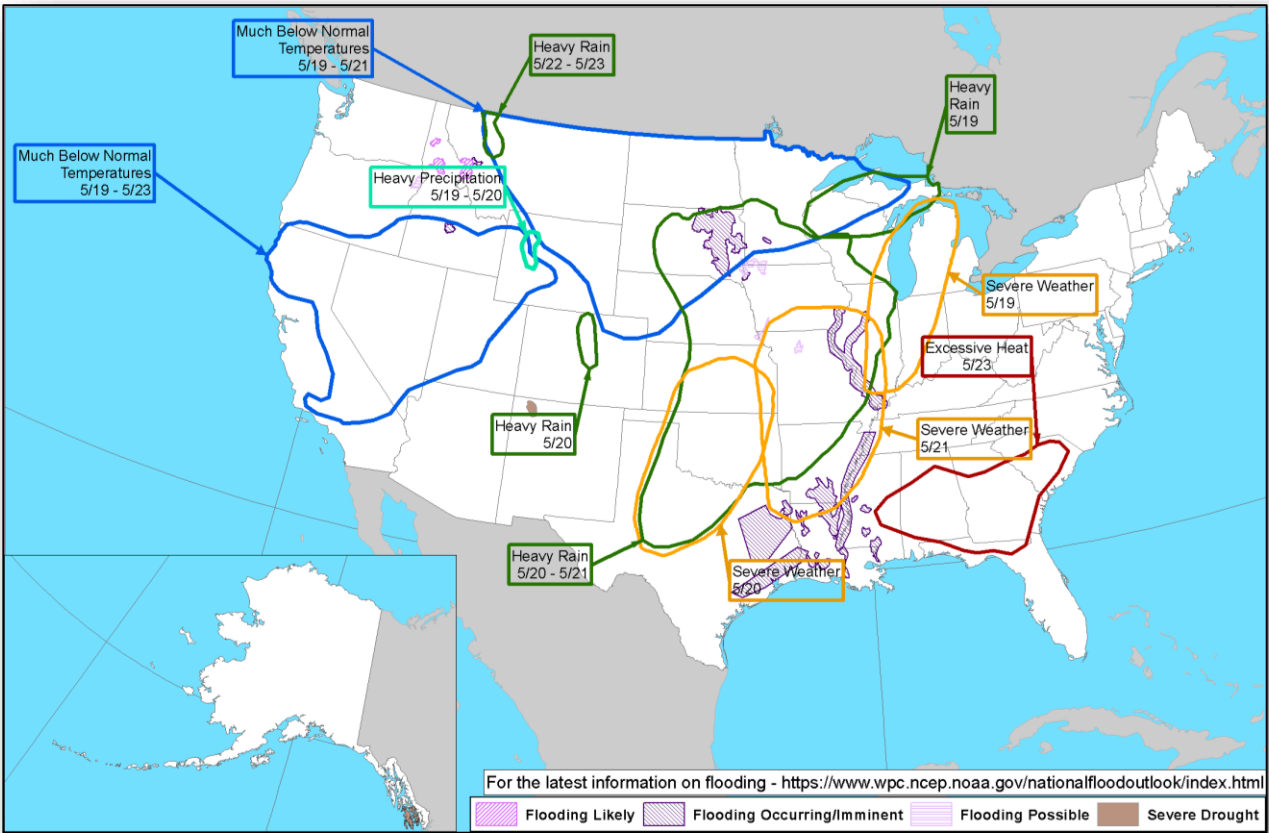 Much Below Normal
Temperatures
5/19 - 5/21
Heavy Rain
5/22 - 5/23
Heavy
Rain
5/19
Much Below Normal
Temperatures
5/19 - 5/23
Heavy Precipitation
5/19 - 5/20
Severe Weather
5/19
Excessive Heat
5/23
Heavy Rain
5/20
Severe Weather
5/21
Heavy Rain
5/20 - 5/21
Severe Weather
5/20
For the latest information on flooding - https://www.wpc.ncep.noaa.gov/nationalfloodoutlook/index.html
Flooding Likely Flooding Occurring/Imminent Flooding Possible Severe Drought